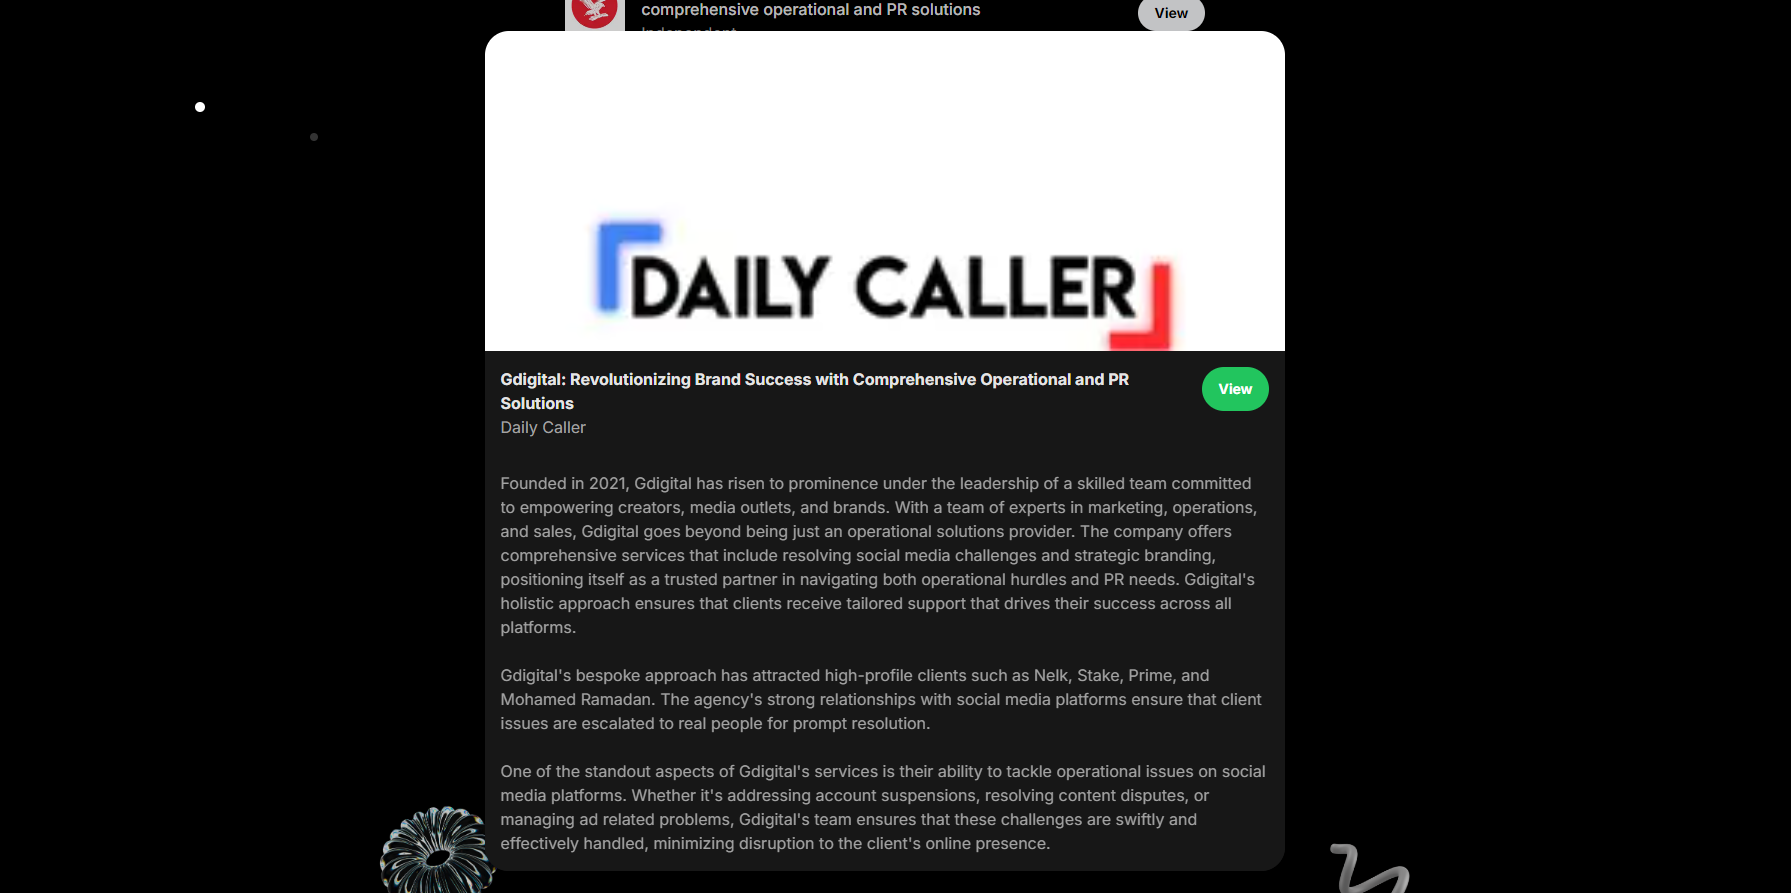 comprehensive operational and PR solutions
View
Independent
DAILY CALLER
Gdigital: Revolutionizing Brand Success with Comprehensive Operational and PR
Solutions
View
Daily Caller
Founded in 2021, Gdigital has risen to prominence under the leadership of a skilled team committed
to empowering creators, media outlets, and brands. With a team of experts in marketing, operations,
and sales, Gdigital goes beyond being just an operational solutions provider. The company offers
comprehensive services that include resolving social media challenges and strategic branding,
positioning itself as a trusted partner in navigating both operational hurdles and PR needs. Gdigital's
holistic approach ensures that clients receive tailored support that drives their success across all
platforms.
Gdigital's bespoke approach has attracted high-profile clients such as Nelk, Stake, Prime, and
Mohamed Ramadan. The agency's strong relationships with social media platforms ensure that client
issues are escalated to real people for prompt resolution.
One of the standout aspects of Gdigital's services is their ability to tackle operational issues on social
media platforms. Whether it's addressing account suspensions, resolving content disputes, or
managing ad related problems, Gdigital's team ensures that these challenges are swiftly and
effectively handled, minimizing disruption to the client's online presence.